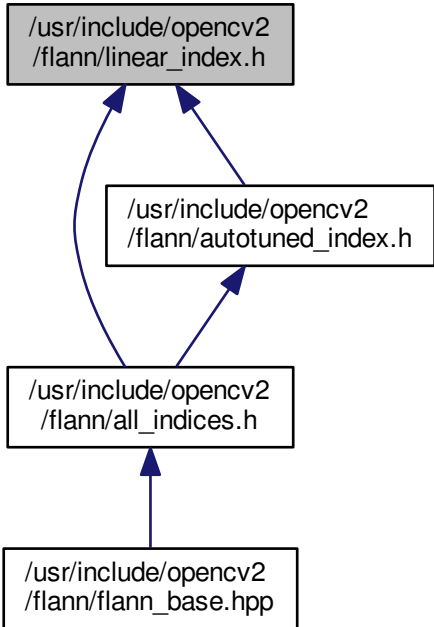 /usr/include/opencv2
/flann/linear_index.h
/usr/include/opencv2
/flann/autotuned_index.h
/usr/include/opencv2
/flann/all_indices.h
/usr/include/opencv2
/flann/flann_base.hpp